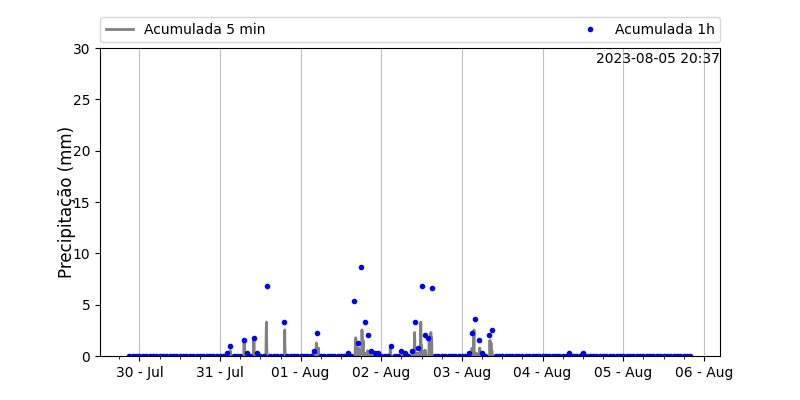 Acumulada 5 min
Acumulada 1h
2023-08-05 20:37
Precipitação (mm)
30
25
20
15
10
5
0
30 - Jul
31 - Jul
01 - Aug
02 - Aug
03 - Aug
04 - Aug
05 - Aug
06 - Aug